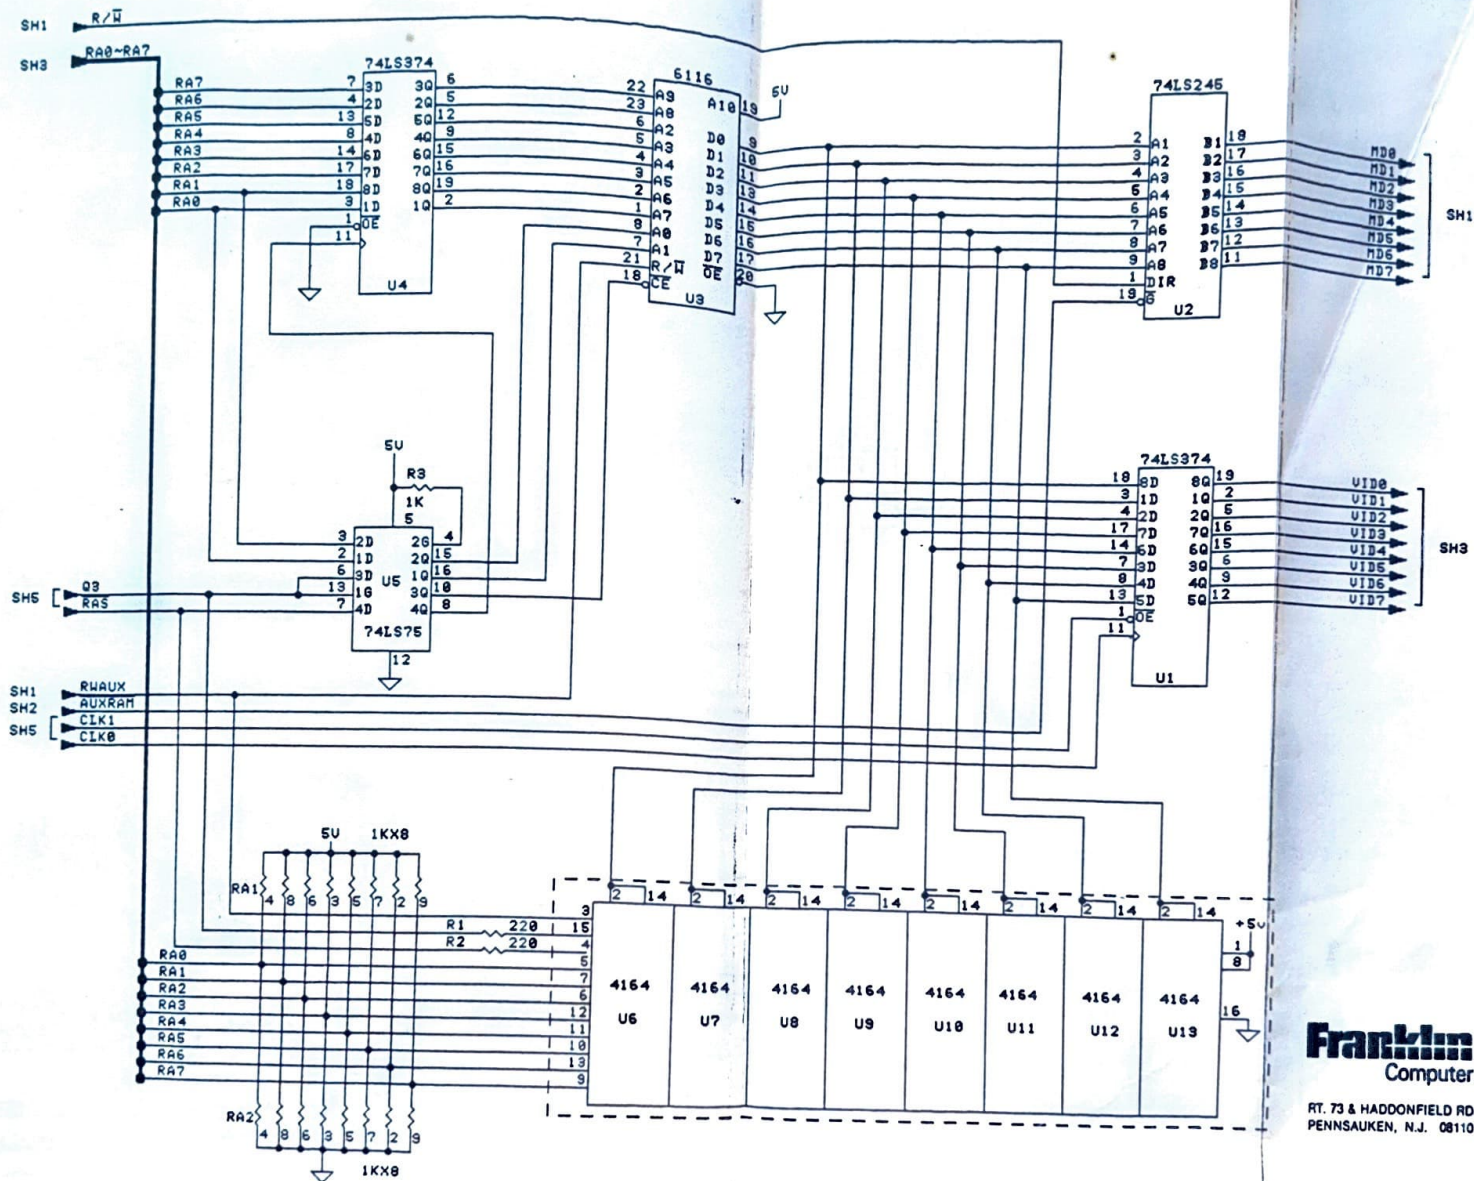 SH1 R/W̅
SH3 RA0~RA7
74LS374
RA7 7 3D 3Q 6
RA6 4 2D 2Q 5
RA5 13 5D 5Q 12
RA4 8 4D 4Q 9
RA3 14 6D 6Q 15
RA2 17 7D 7Q 16
RA1 18 8D 8Q 19
RA0 3 1D 1Q 2
1 O̅E̅
11
U4
6116
22 A9 A10 19 5V
23 A8
6 A2 D0 9
5 A3 D1 10
4 A4 D2 11
3 A5 D3 13
2 A6 D4 14
1 A7 D5 15
8 A0 D6 16
7 A1 D7 17
21 R/W̅ O̅E̅ 20
18 C̅E̅
U3
74LS245
2 A1 B1 18 MD0
3 A2 B2 17 MD1
4 A3 B3 16 MD2
5 A4 B4 15 MD3
6 A5 B5 14 MD4
7 A6 B6 13 MD5
8 A7 B7 12 MD6
9 A8 B8 11 MD7
1 DIR
19 G̅
U2
SH1
5V
R3
1K
5
3 2D 2G 4
2 1D 2Q 15
6 3D 1Q 16
13 1G 3Q 10
7 4D 4Q 8
U5
74LS75
12
SH5 Q3
RAS
74LS374
18 8D 8Q 19 VID0
3 1D 1Q 2 VID1
4 2D 2Q 5 VID2
17 7D 7Q 16 VID3
14 6D 6Q 15 VID4
7 3D 3Q 6 VID5
8 4D 4Q 9 VID6
13 5D 5Q 12 VID7
1 O̅E̅
11
U1
SH3
SH1 RWAUX
SH2 AUXRAM
SH5 CLK1
CLK0
5V 1KX8
RA1 4 8 6 3 5 7 2 9
R1 220
R2 220
3
15
4
RA0 5
RA1 7
RA2 6
RA3 12
RA4 11
RA5 10
RA6 13
RA7 9
RA2 4 8 6 3 5 7 2 9
1KX8
2 14 2 14 2 14 2 14 2 14 2 14 2 14 2 14
4164 4164 4164 4164 4164 4164 4164 4164
U6 U7 U8 U9 U10 U11 U12 U13
+5V
1
8
16
Franklin
Computer
RT. 73 & HADDONFIELD RD
PENNSAUKEN, N.J. 08110